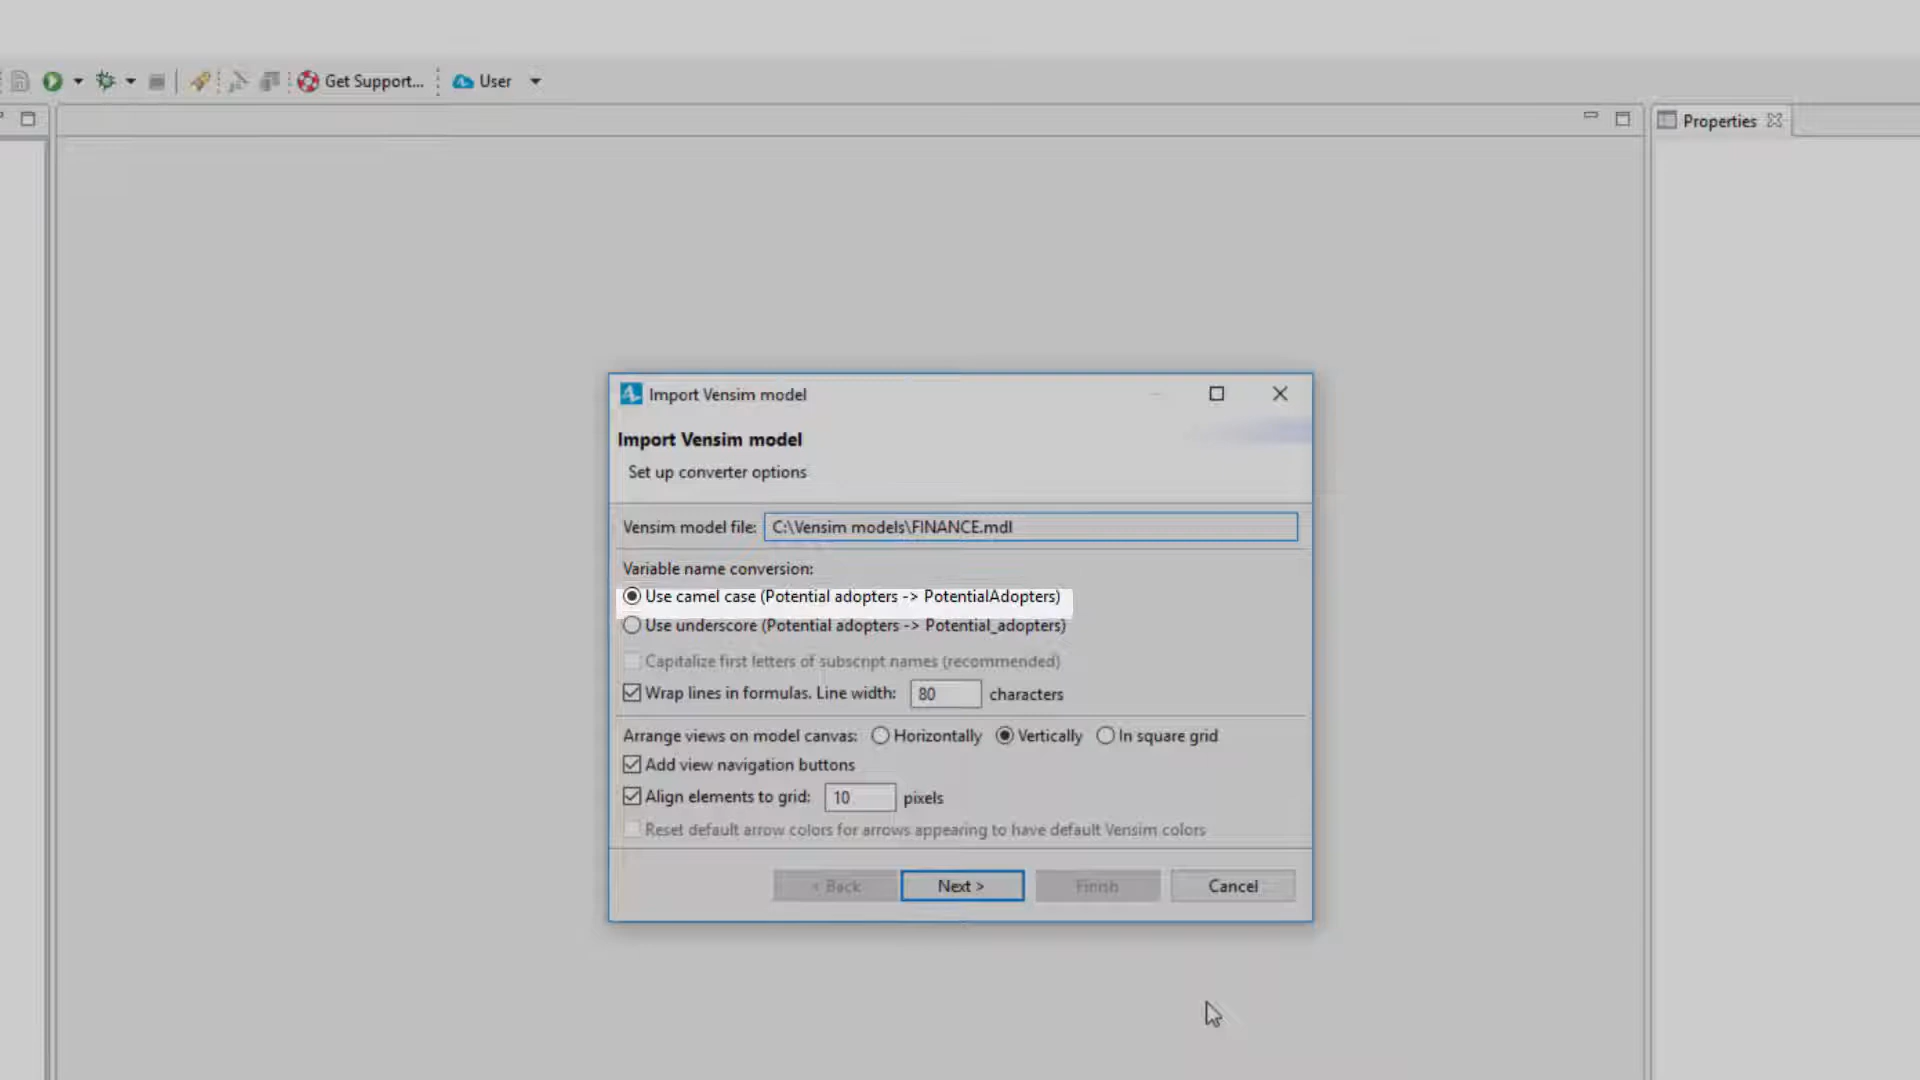 Get Support...
User
Properties
Import Vensim model
Import Vensim model
Set up converter options
Vensim model file: C:\Vensim models\FINANCE.mdl
Variable name conversion:
Use camel case (Potential adopters -> PotentialAdopters)
Use underscore (Potential adopters -> Potential_adopters)
Capitalize first letters of subscript names (recommended)
Wrap lines in formulas. Line width: 80 characters
Arrange views on model canvas: Horizontally Vertically In square grid
Add view navigation buttons
Align elements to grid: 10 pixels
Reset default arrow colors for arrows appearing to have default Vensim colors
< Back Next > Finish Cancel